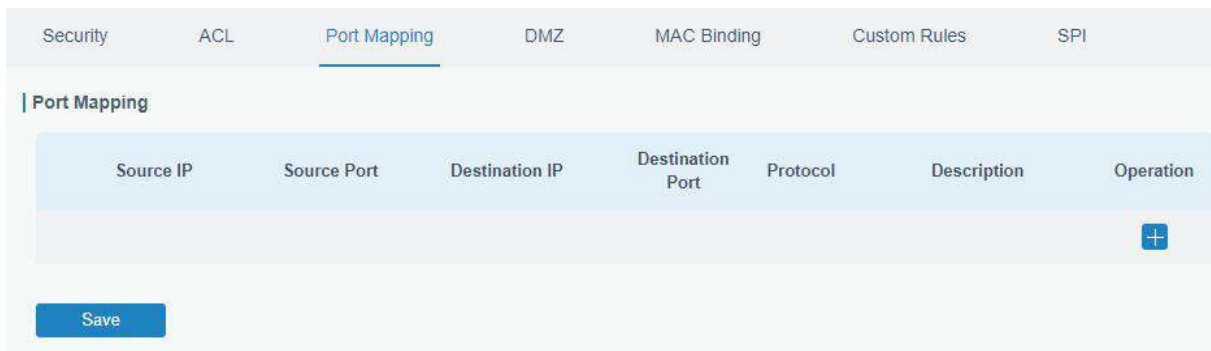 Security ACL Port Mapping DMZ MAC Binding Custom Rules SPI
Port Mapping
Source IP Source Port Destination IP Destination Port Protocol Description Operation
Save